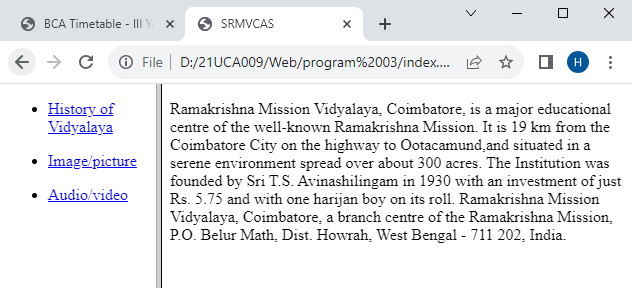 BCA Timetable - III
SRMVCAS
File
D:/21UCA009/Web/program%2003/index....
H
History of
Vidyalaya
Image/picture
Audio/video
Ramakrishna Mission Vidyalaya, Coimbatore, is a major educational
centre of the well-known Ramakrishna Mission. It is 19 km from the
Coimbatore City on the highway to Ootacamund,and situated in a
serene environment spread over about 300 acres. The Institution was
founded by Sri T.S. Avinashilingam in 1930 with an investment of just
Rs. 5.75 and with one harijan boy on its roll. Ramakrishna Mission
Vidyalaya, Coimbatore, a branch centre of the Ramakrishna Mission,
P.O. Belur Math, Dist. Howrah, West Bengal - 711 202, India.